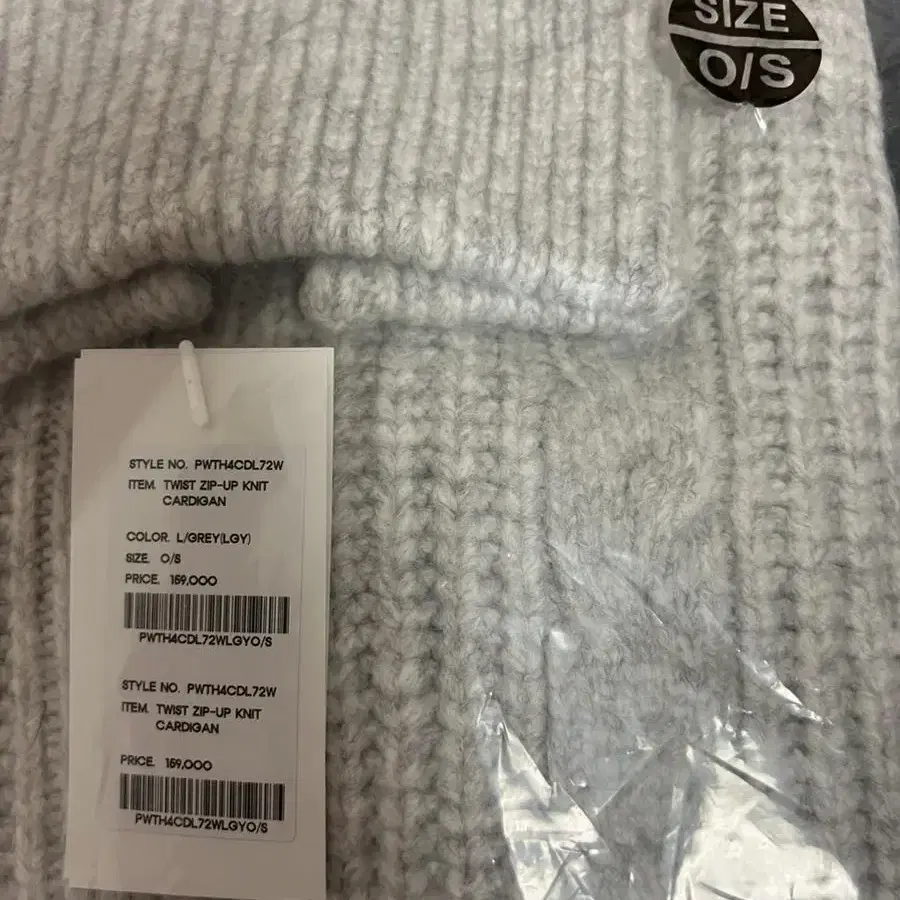 SIZE
O/S
STYLE NO. PWTH4CDL72W
ITEM. TWIST ZIP-UP KNIT
CARDIGAN
COLOR. L/GREY(LGY)
SIZE. O/S
PRICE. 159,000
PWTH4CDL72WLGYO/S
STYLE NO. PWTH4CDL72W
ITEM. TWIST ZIP-UP KNIT
CARDIGAN
PRICE. 159,000
PWTH4CDL72WLGYO/S